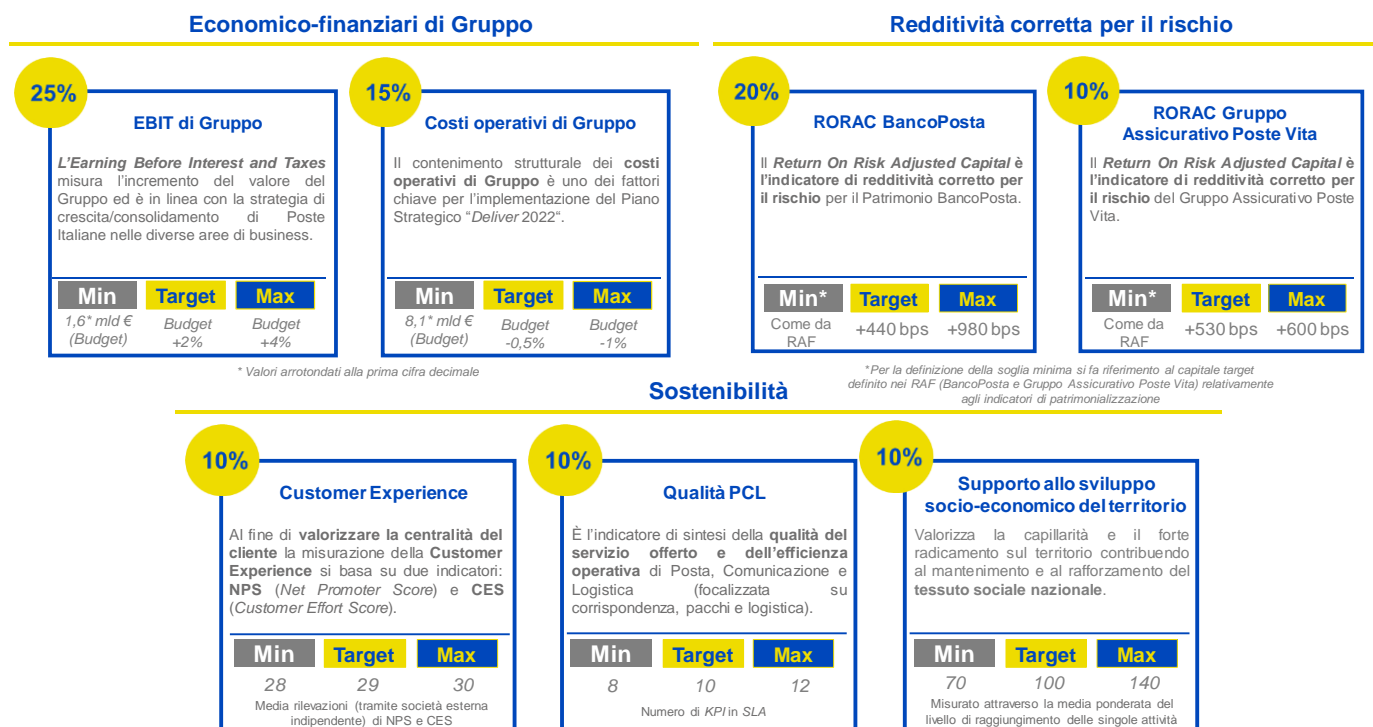 Economico-finanziari di Gruppo
25%
EBIT di Gruppo
L'Earning Before Interest and Taxes
misura l'incremento del valore del
Gruppo ed è in linea con la strategia di
crescita/consolidamento di Poste
Italiane nelle diverse aree di business.
Min Target Max
1,6* mld € Budget Budget
(Budget) +2% +4%
15%
Costi operativi di Gruppo
Il contenimento strutturale dei costi
operativi di Gruppo è uno dei fattori
chiave per l'implementazione del Piano
Strategico "Deliver 2022".
Min Target Max
8,1* mld € Budget Budget
(Budget) -0,5% -1%
* Valori arrotondati alla prima cifra decimale
Redditività corretta per il rischio
20%
RORAC BancoPosta
Il Return On Risk Adjusted Capital è
l'indicatore di redditività corretto per
il rischio per il Patrimonio BancoPosta.
Min* Target Max
Come da +440 bps +980 bps
RAF
10%
RORAC Gruppo
Assicurativo Poste Vita
Il Return On Risk Adjusted Capital è
l'indicatore di redditività corretto per
il rischio del Gruppo Assicurativo Poste
Vita.
Min* Target Max
Come da +530 bps +600 bps
RAF
*Per la definizione della soglia minima si fa riferimento al capitale target
definito nei RAF (BancoPosta e Gruppo Assicurativo Poste Vita) relativamente
agli indicatori di patrimonializzazione
Sostenibilità
10%
Customer Experience
Al fine di valorizzare la centralità del
cliente la misurazione della Customer
Experience si basa su due indicatori:
NPS (Net Promoter Score) e CES
(Customer Effort Score).
Min Target Max
28 29 30
Media rilevazioni (tramite società esterna
indipendente) di NPS e CES
10%
Qualità PCL
È l'indicatore di sintesi della qualità del
servizio offerto e dell'efficienza
operativa di Posta, Comunicazione e
Logistica (focalizzata su
corrispondenza, pacchi e logistica).
Min Target Max
8 10 12
Numero di KPI in SLA
10%
Supporto allo sviluppo
socio-economico del territorio
Valorizza la capillarità e il forte
radicamento sul territorio contribuendo
al mantenimento e al rafforzamento del
tessuto sociale nazionale.
Min Target Max
70 100 140
Misurato attraverso la media ponderata del
livello di raggiungimento delle singole attività